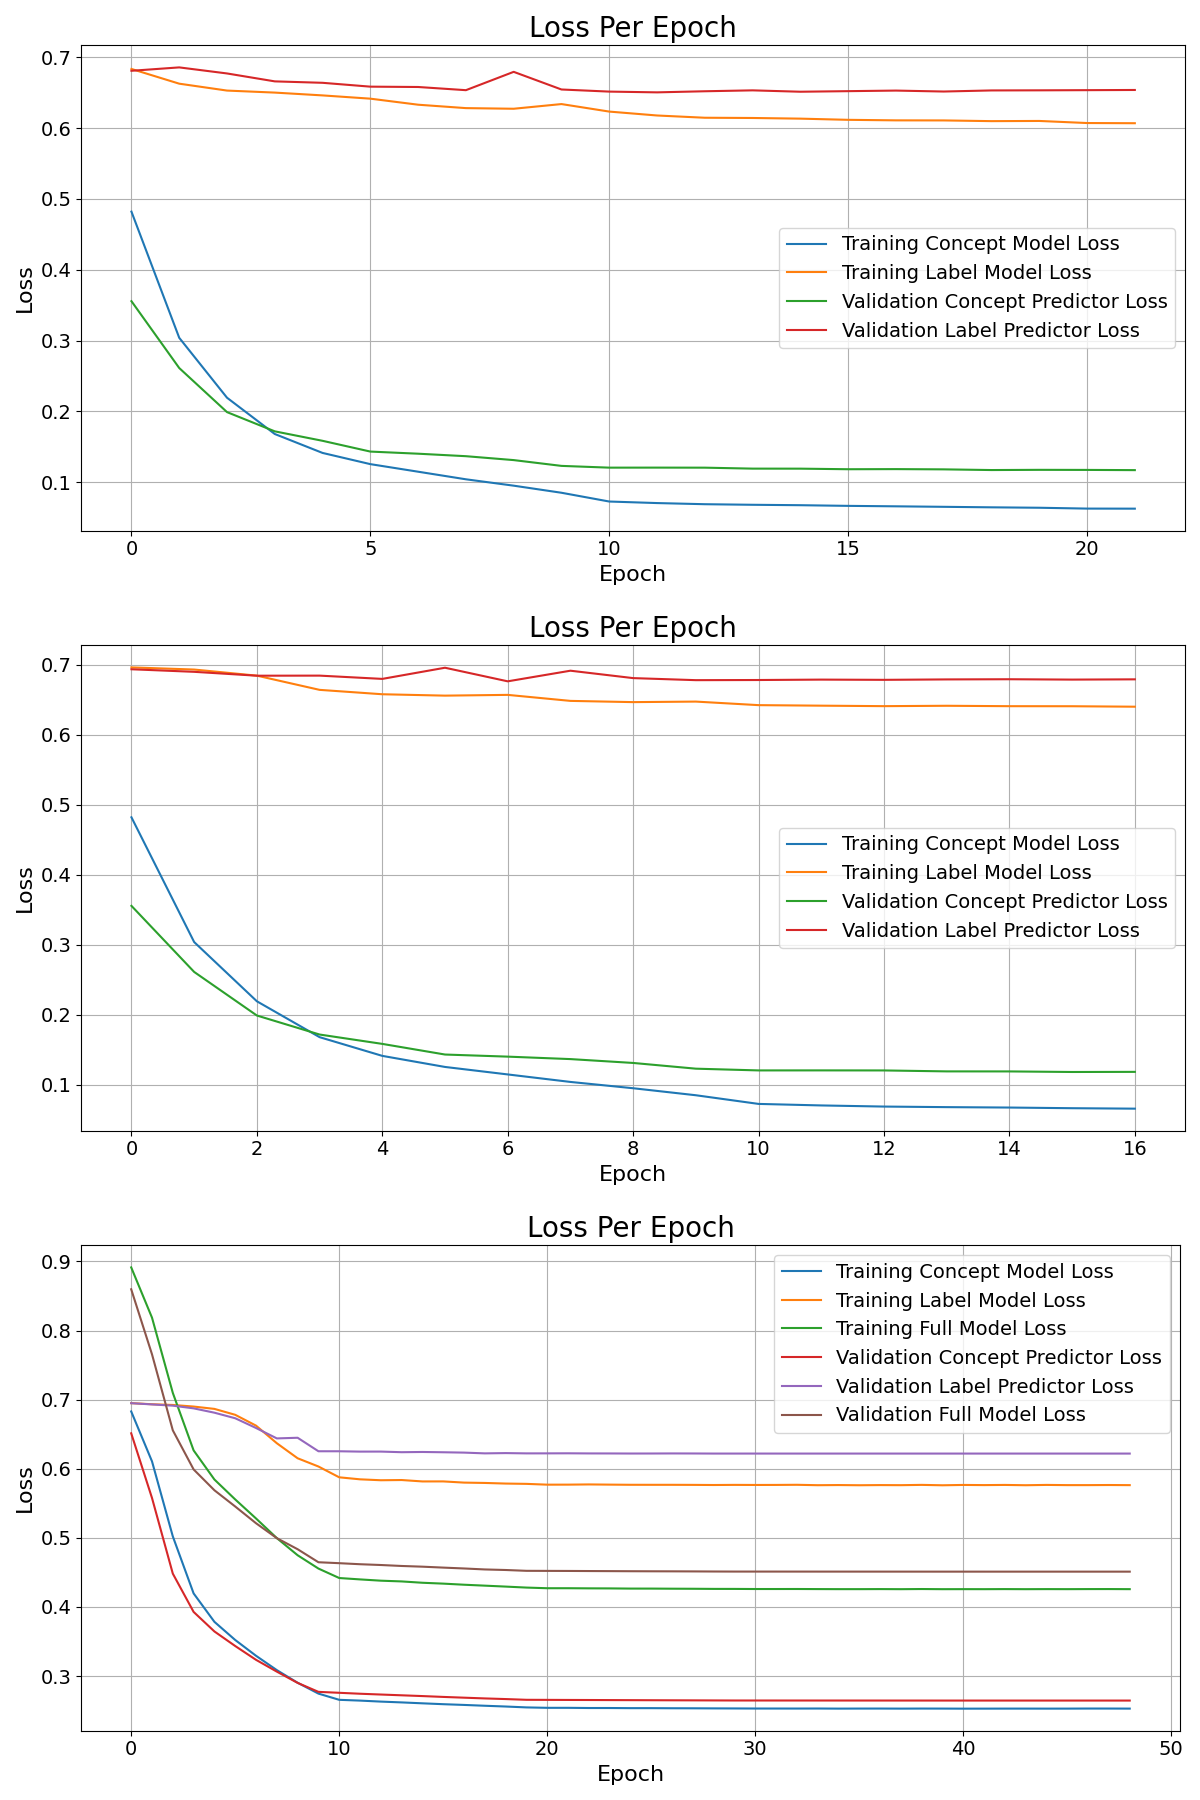 Loss Per Epoch
0.7
0.6
0.5
0.4
0.3
0.2
0.1
Loss
Training Concept Model Loss
Training Label Model Loss
Validation Concept Predictor Loss
Validation Label Predictor Loss
0 5 10 15 20
Epoch
Loss Per Epoch
0.7
0.6
0.5
0.4
0.3
0.2
0.1
Loss
Training Concept Model Loss
Training Label Model Loss
Validation Concept Predictor Loss
Validation Label Predictor Loss
0 2 4 6 8 10 12 14 16
Epoch
Loss Per Epoch
0.9
0.8
0.7
0.6
0.5
0.4
0.3
Loss
Training Concept Model Loss
Training Label Model Loss
Training Full Model Loss
Validation Concept Predictor Loss
Validation Label Predictor Loss
Validation Full Model Loss
0 10 20 30 40 50
Epoch